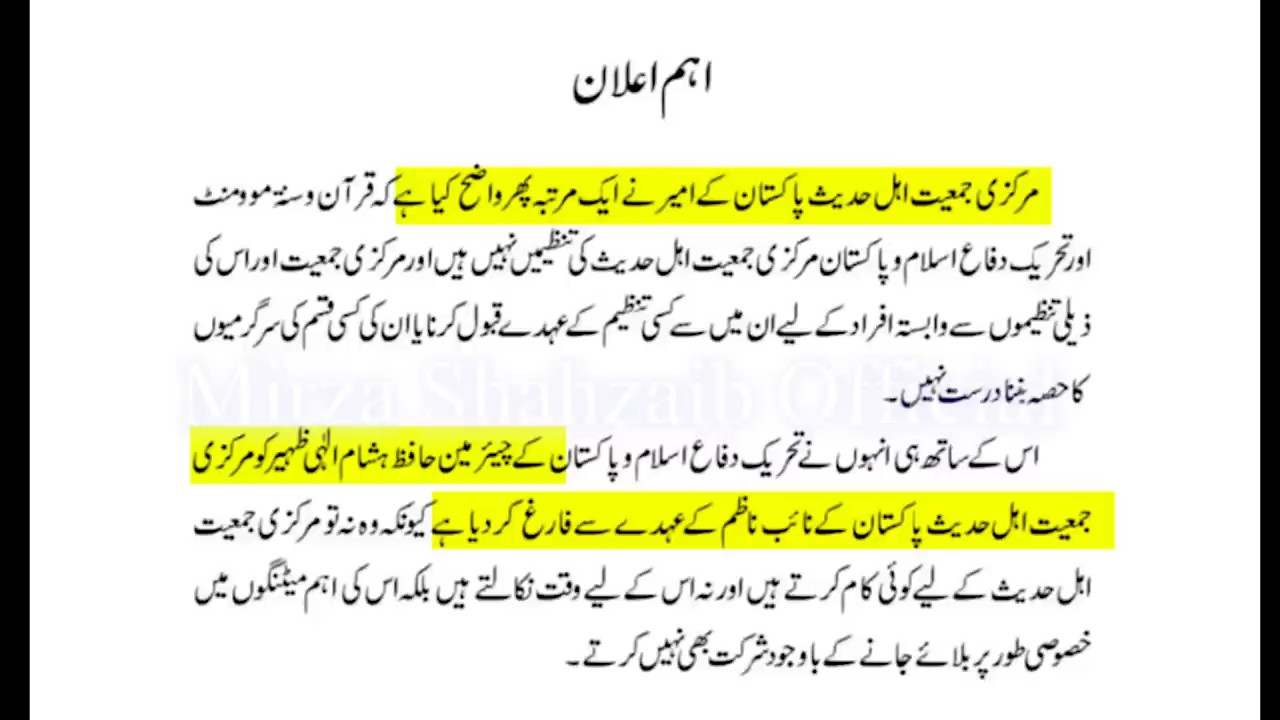 اہم اعلان
مرکزی جمعیت اہل حدیث پاکستان کے امیر نے ایک مرتبہ پھر واضح کیا ہے کہ قرآن و سنۃ موومنٹ
اور تحریک دفاع اسلام و پاکستان مرکزی جمعیت اہل حدیث کی تنظیمیں نہیں ہیں اور مرکزی جمعیت اور اس کی
ذیلی تنظیموں سے وابستہ افراد کے لیے ان میں سے کسی تنظیم کے عہدے قبول کرنا یا ان کی کسی قسم کی سرگرمیوں
کا حصہ بننا درست نہیں۔
Mirza Shahzaib Official
اس کے ساتھ ہی انہوں نے تحریک دفاع اسلام و پاکستان کے چیئرمین حافظ ہشام الٰہی ظہیر کو مرکزی
جمعیت اہل حدیث پاکستان کے نائب ناظم کے عہدے سے فارغ کر دیا ہے کیونکہ وہ نہ تو مرکزی جمعیت
اہل حدیث کے لیے کوئی کام کرتے ہیں اور نہ اس کے لیے وقت نکالتے ہیں بلکہ اس کی اہم میٹنگوں میں
خصوصی طور پر بلائے جانے کے باوجود شرکت بھی نہیں کرتے ۔